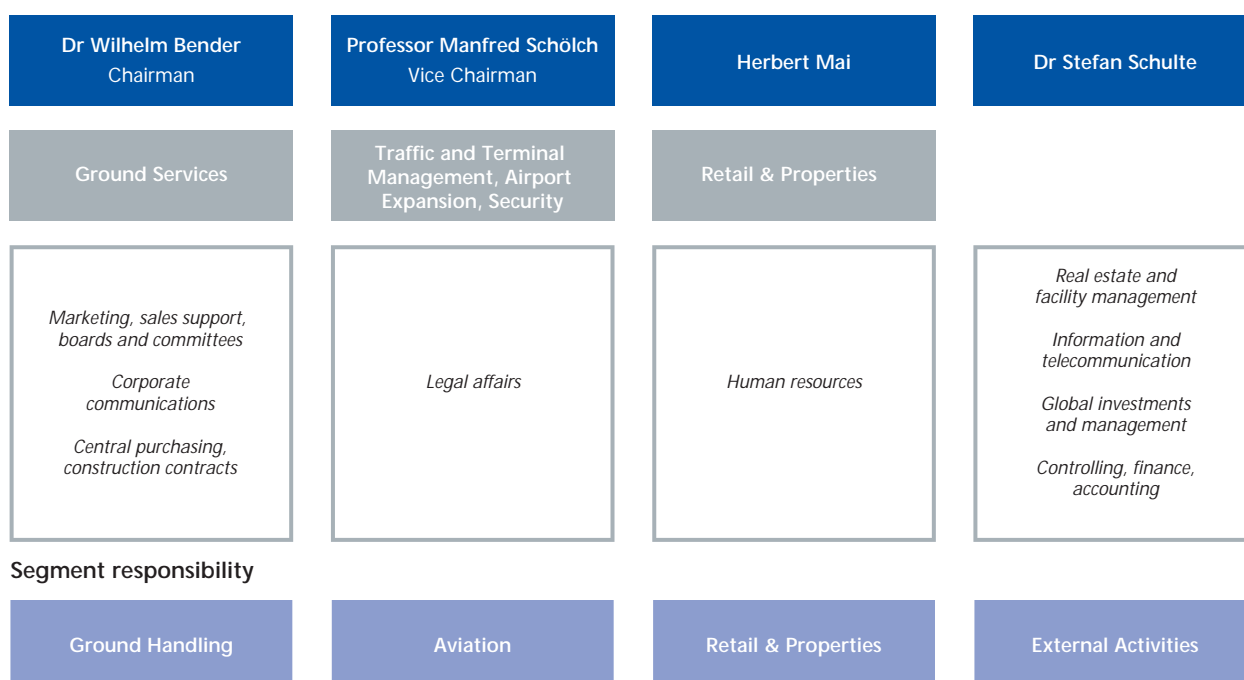 Dr Wilhelm Bender
Chairman
Professor Manfred Schölch
Vice Chairman
Herbert Mai
Dr Stefan Schulte
Ground Services
Traffic and Terminal
Management, Airport
Expansion, Security
Retail & Properties
Marketing, sales support,
boards and committees
Corporate
communications
Central purchasing,
construction contracts
Legal affairs
Human resources
Real estate and
facility management
Information and
telecommunication
Global investments
and management
Controlling, finance,
accounting
Segment responsibility
Ground Handling
Aviation
Retail & Properties
External Activities